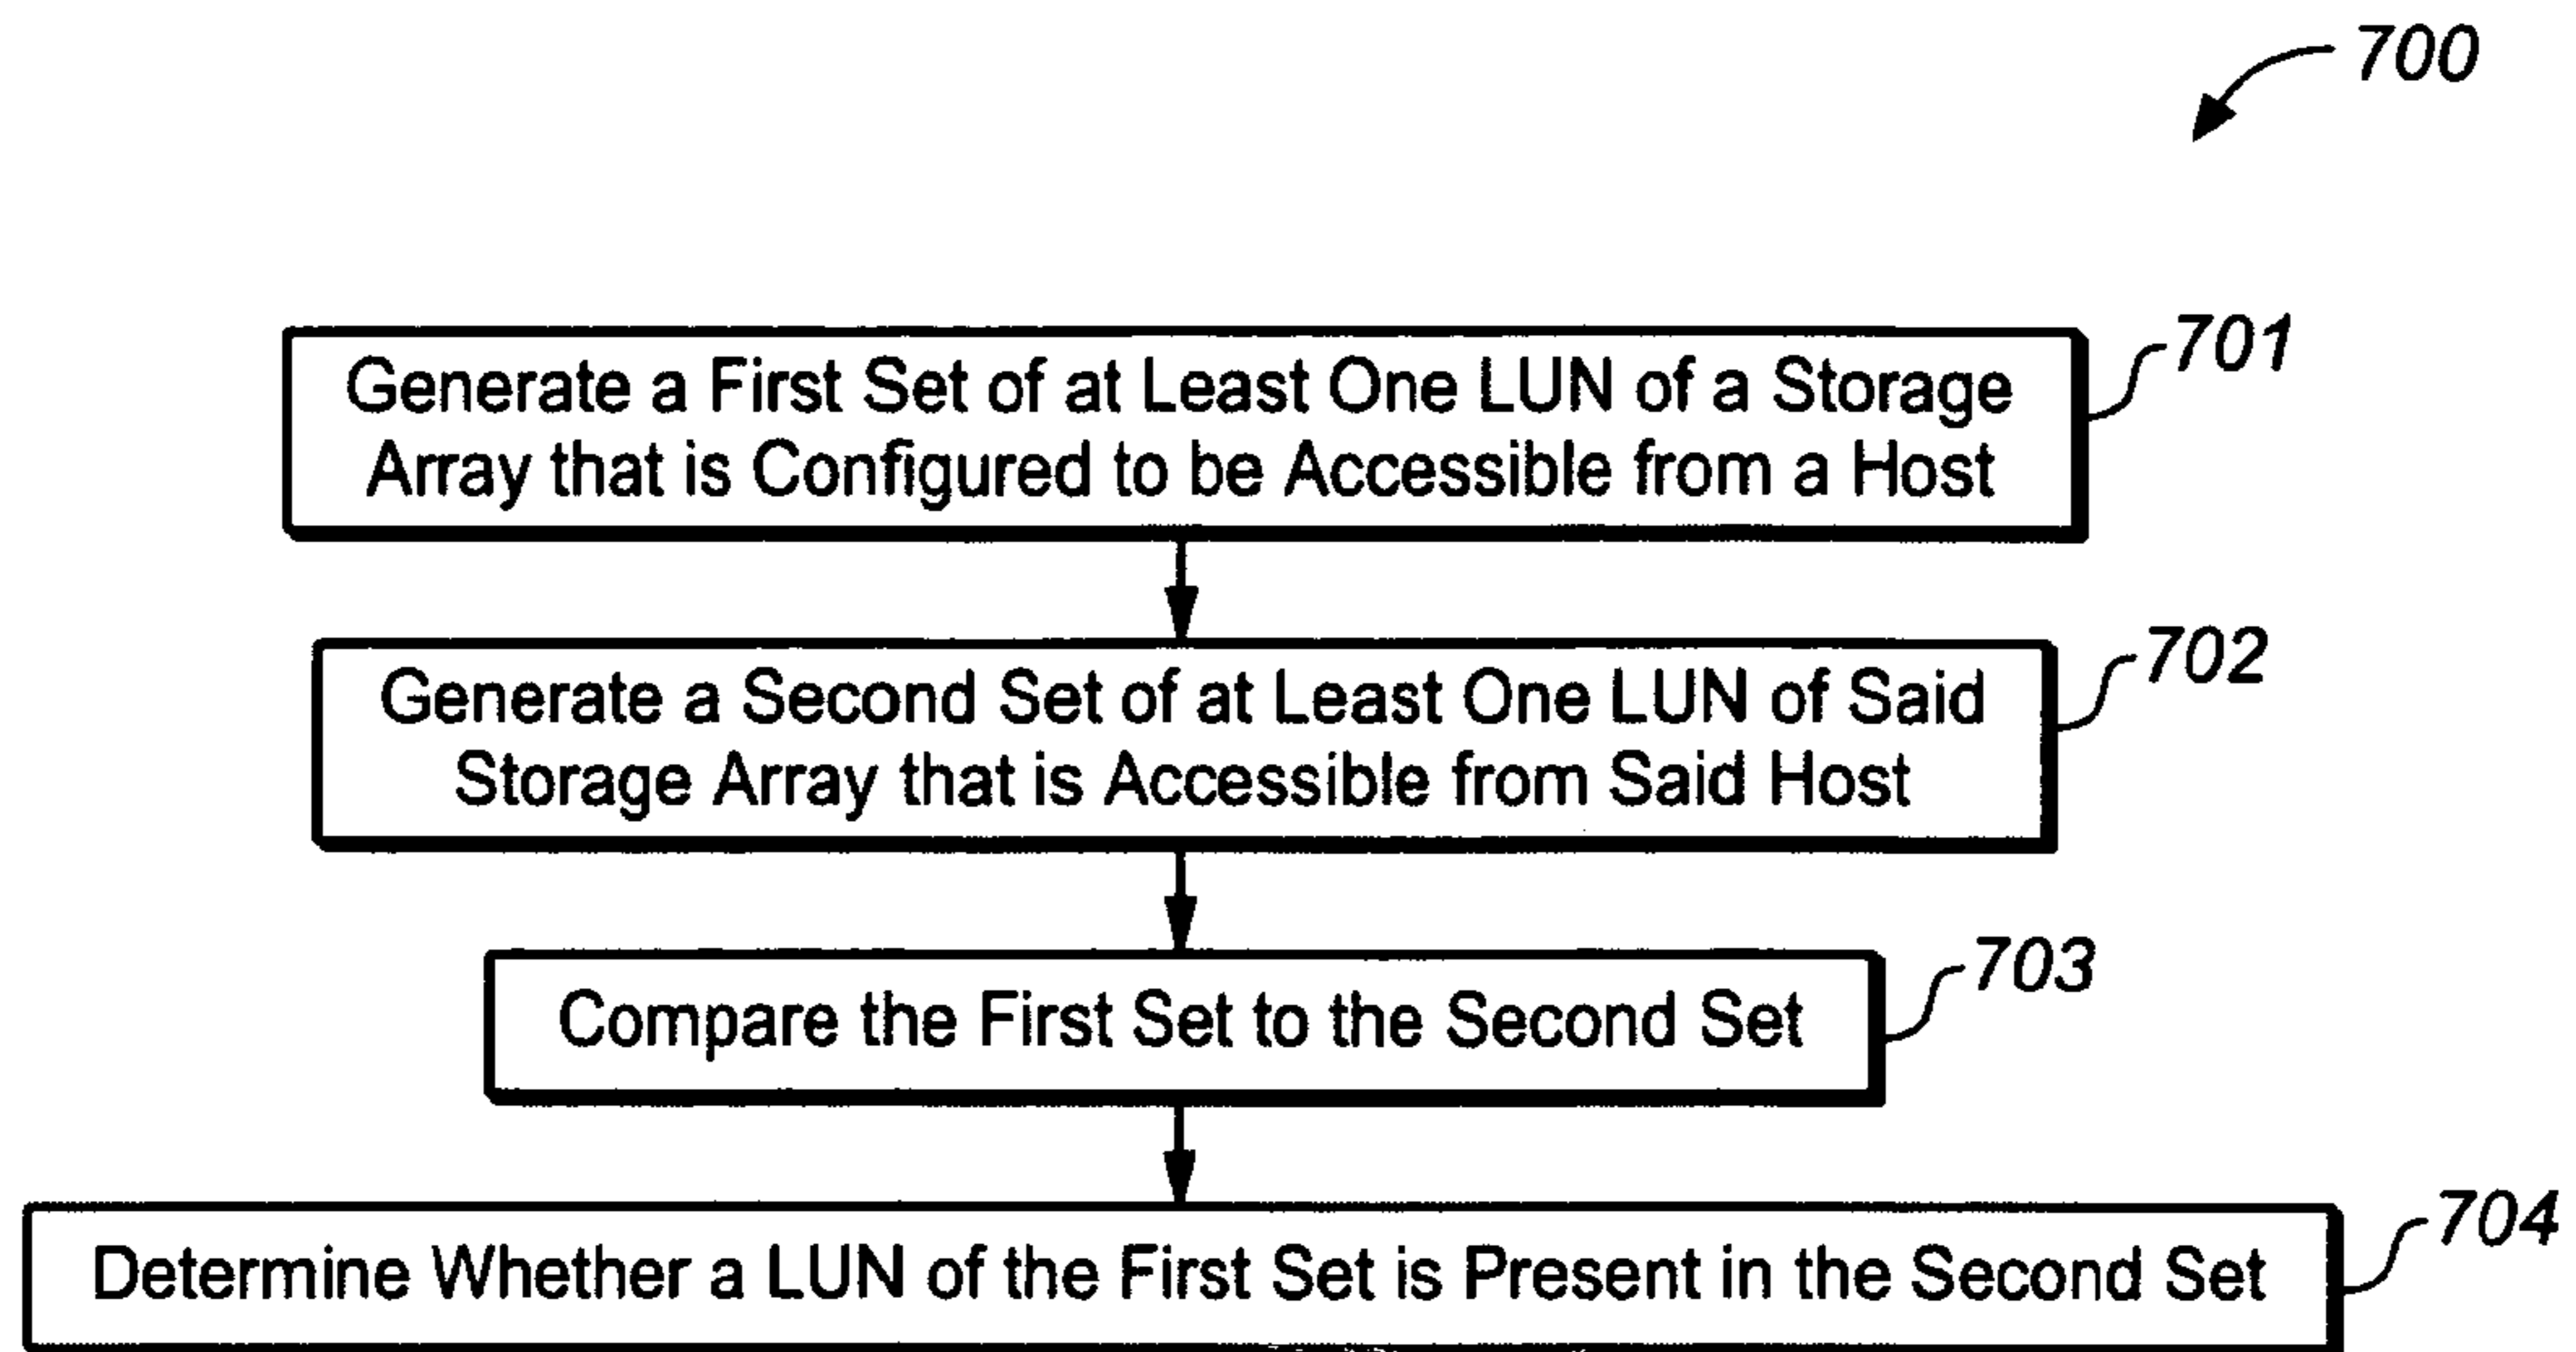 700
Generate a First Set of at Least One LUN of a Storage
Array that is Configured to be Accessible from a Host
701
Generate a Second Set of at Least One LUN of Said
Storage Array that is Accessible from Said Host
702
Compare the First Set to the Second Set
703
Determine Whether a LUN of the First Set is Present in the Second Set
704